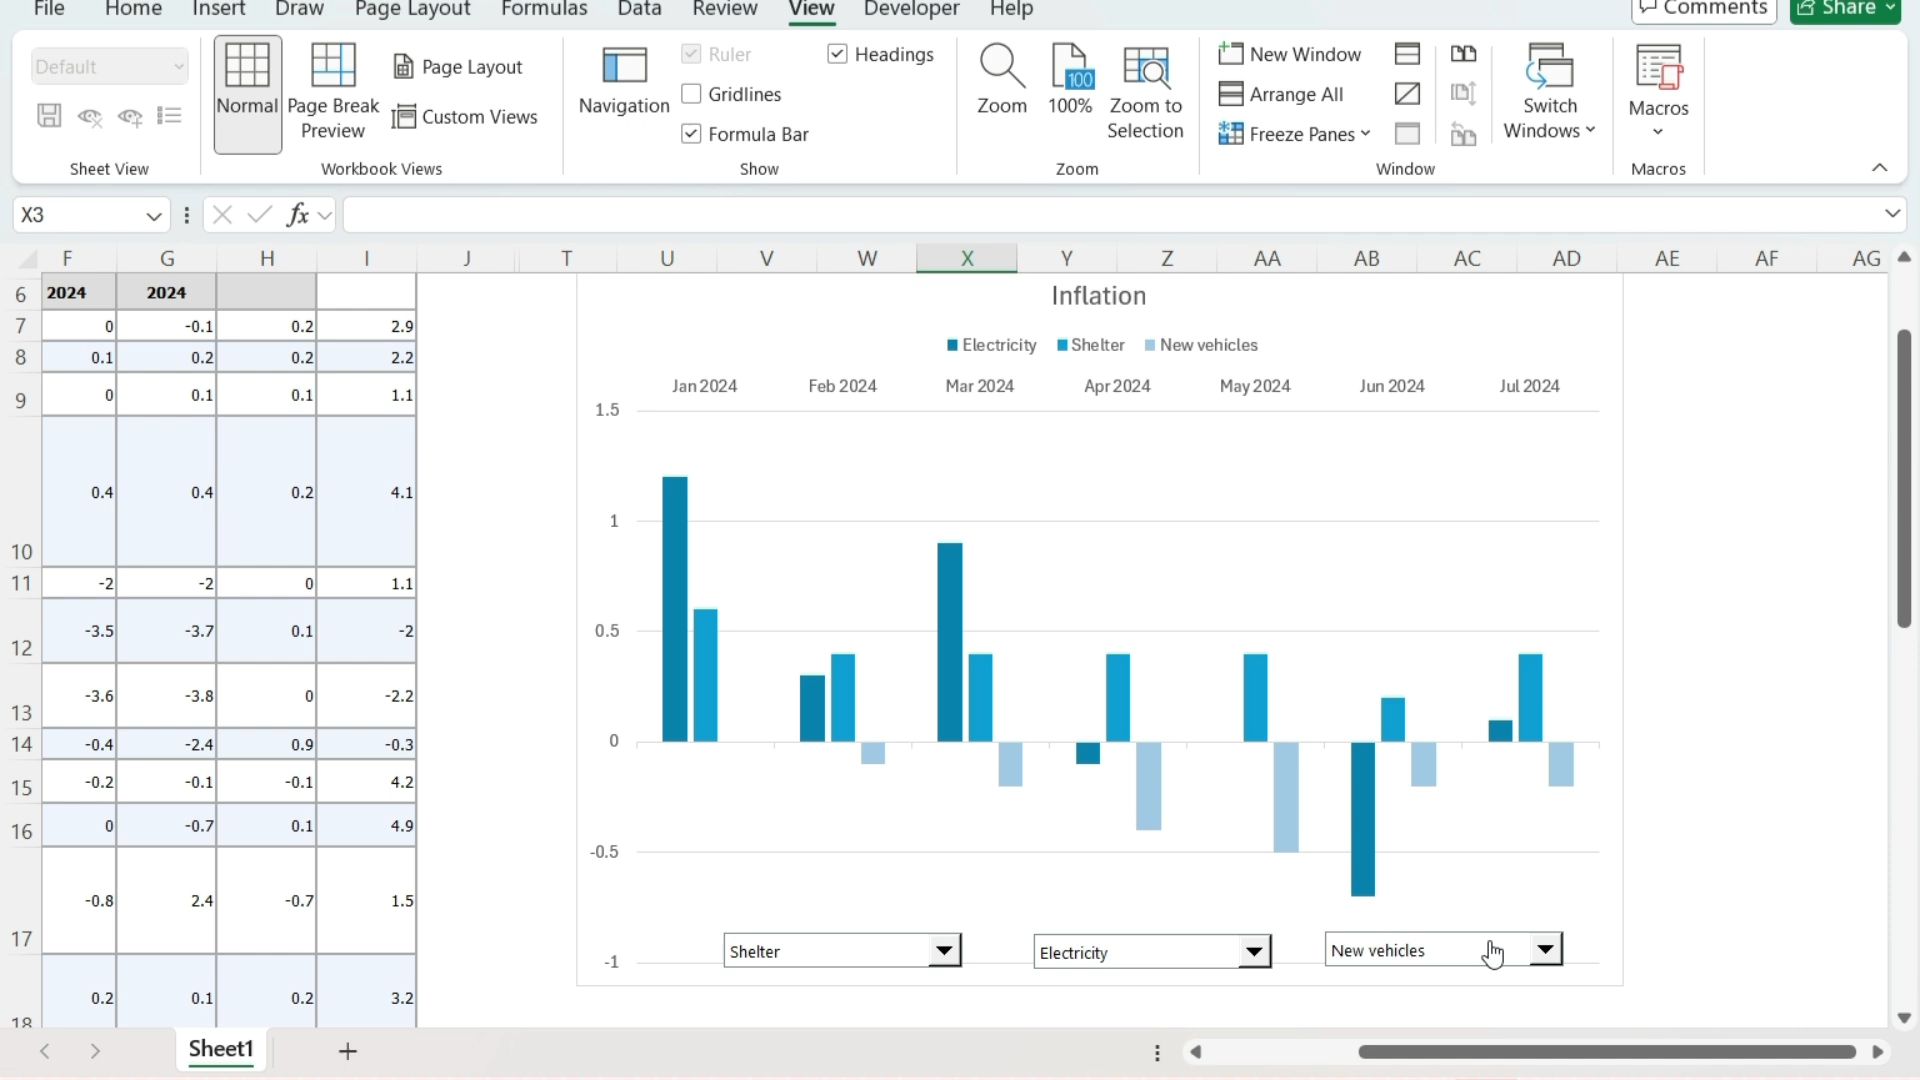 File Home Insert Draw Page Layout Formulas Data Review View Developer Help Comments Share
Default
Normal
Page Break Preview
Page Layout
Custom Views
Navigation
Ruler
Gridlines
Formula Bar
Headings
Zoom
100
100%
Zoom to Selection
New Window
Arrange All
Freeze Panes
Switch Windows
Macros
Sheet View Workbook Views Show Zoom Window Macros
X3 fx
F G H I J T U V W X Y Z AA AB AC AD AE AF AG
6 2024 2024
7 0 -0.1 0.2 2.9
8 0.1 0.2 0.2 2.2
9 0 0.1 0.1 1.1
10 0.4 0.4 0.2 4.1
11 -2 -2 0 1.1
12 -3.5 -3.7 0.1 -2
13 -3.6 -3.8 0 -2.2
14 -0.4 -2.4 0.9 -0.3
15 -0.2 -0.1 -0.1 4.2
16 0 -0.7 0.1 4.9
17 -0.8 2.4 -0.7 1.5
18 0.2 0.1 0.2 3.2
Inflation
Electricity Shelter New vehicles
Jan 2024 Feb 2024 Mar 2024 Apr 2024 May 2024 Jun 2024 Jul 2024
1.5
1
0.5
0
-0.5
-1
Shelter Electricity New vehicles
Sheet1